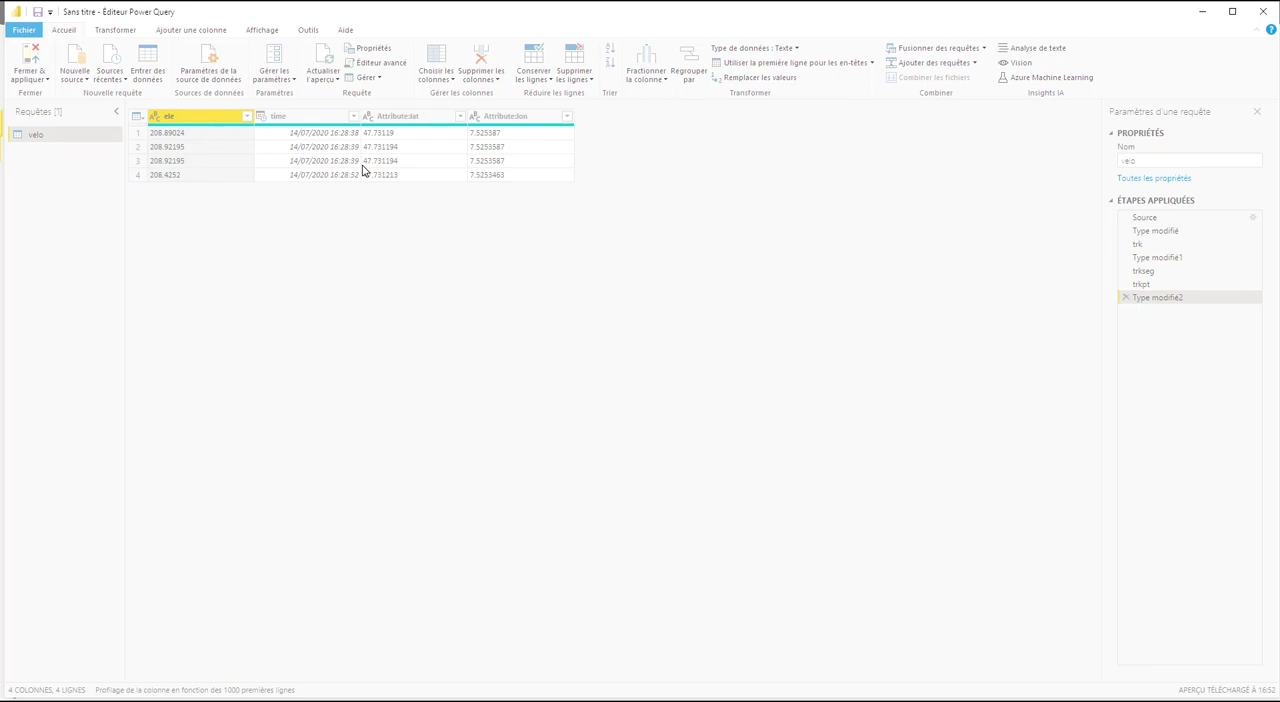 Sans titre - Éditeur Power Query
Fichier Accueil Transformer Ajouter une colonne Affichage Outils Aide
Fermer & appliquer
Nouvelle source
Sources récentes
Entrer des données
Paramètres de la source de données
Gérer les paramètres
Actualiser l'aperçu
Propriétés
Éditeur avancé
Gérer
Choisir les colonnes
Supprimer les colonnes
Conserver les lignes
Supprimer les lignes
Fractionner la colonne
Regrouper par
Type de données : Texte
Utiliser la première ligne pour les en-têtes
Remplacer les valeurs
Fusionner des requêtes
Ajouter des requêtes
Combiner les fichiers
Analyse de texte
Vision
Azure Machine Learning
Fermer Nouvelle requête Sources de données Paramètres Requête Gérer les colonnes Réduire les lignes Trier Transformer Combiner Insights IA
Requêtes [1]
velo
ele time Attribute:lat Attribute:lon
1 208.89024 14/07/2020 16:28:38 47.73119 7.525387
2 208.92195 14/07/2020 16:28:39 47.731194 7.5253587
3 208.92195 14/07/2020 16:28:39 47.731194 7.5253587
4 208.4252 14/07/2020 16:28:52 7.5253463
Paramètres d'une requête
PROPRIÉTÉS
Nom
velo
Toutes les propriétés
ÉTAPES APPLIQUÉES
Source
Type modifié
trk
Type modifié1
trkseg
trkpt
Type modifié2
4 COLONNES, 4 LIGNES Profilage de la colonne en fonction des 1000 premières lignes APERÇU TÉLÉCHARGÉ À 16:52